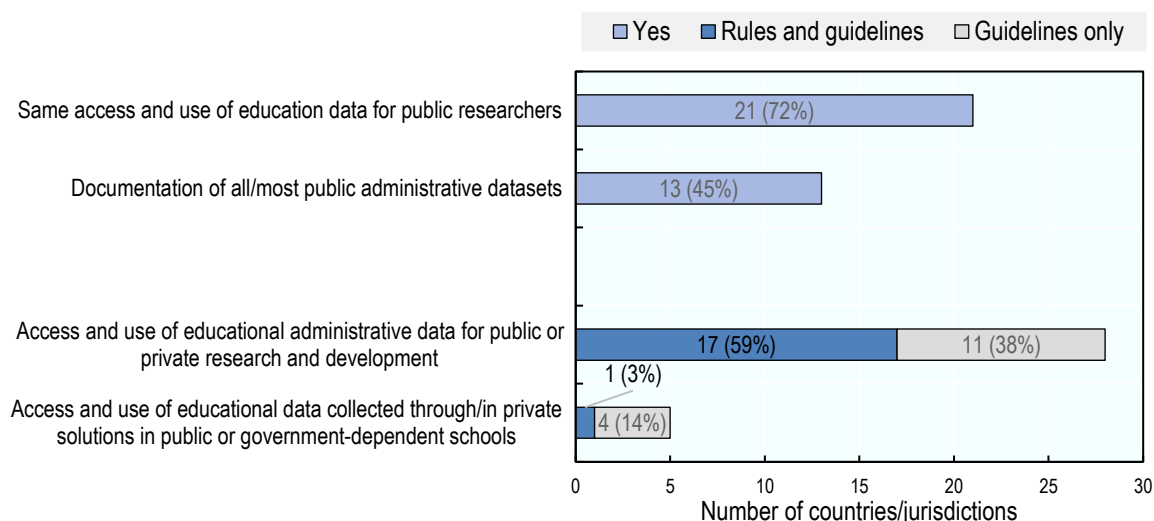 Yes Rules and guidelines Guidelines only
Same access and use of education data for public researchers
21 (72%)
Documentation of all/most public administrative datasets
13 (45%)
Access and use of educational administrative data for public or
private research and development
17 (59%)
11 (38%)
1 (3%)
Access and use of educational data collected through/in private
solutions in public or government-dependent schools
4 (14%)
0 5 10 15 20 25 30
Number of countries/jurisdictions